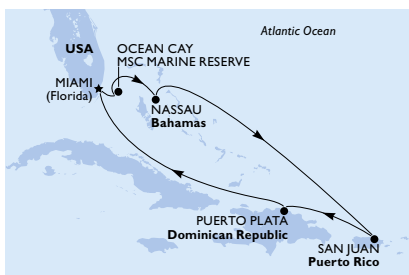 Atlantic Ocean
USA
OCEAN CAY
MSC MARINE RESERVE
MIAMI
(Florida)
NASSAU
Bahamas
PUERTO PLATA
Dominican Republic
SAN JUAN
Puerto Rico